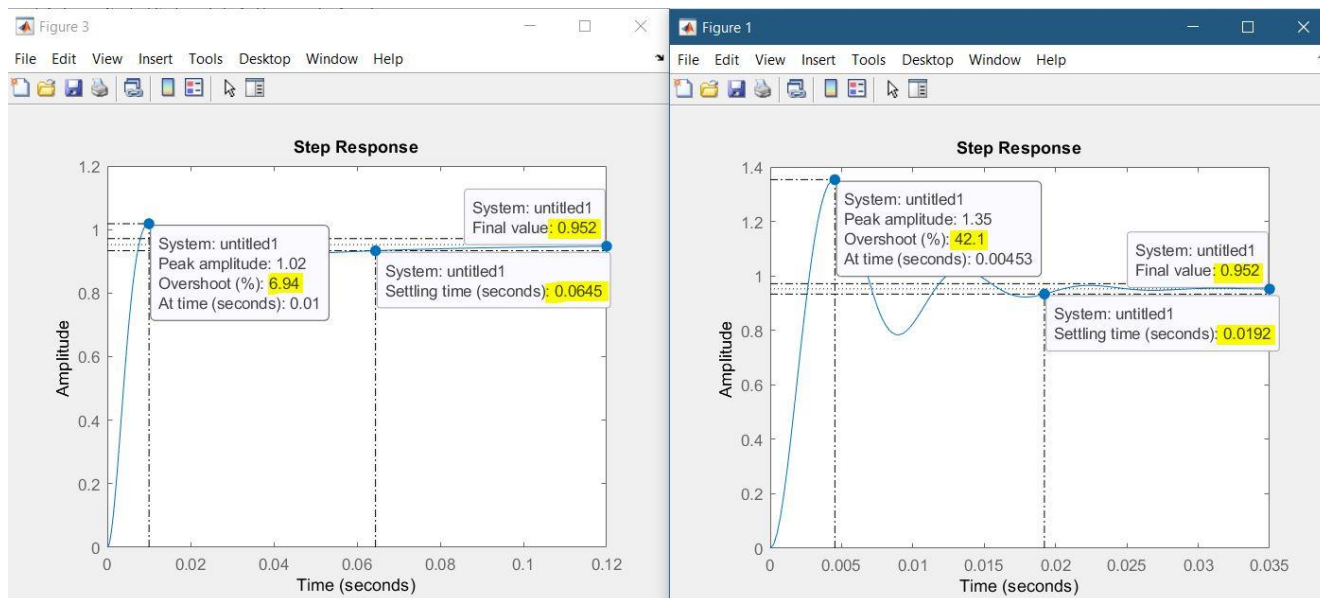 Figure 3
File Edit View Insert Tools Desktop Window Help
Step Response
1.2
1
0.8
0.6
0.4
0.2
0
Amplitude
System: untitled1
Peak amplitude: 1.02
Overshoot (%): 6.94
At time (seconds): 0.01
System: untitled1
Final value: 0.952
System: untitled1
Settling time (seconds): 0.0645
0 0.02 0.04 0.06 0.08 0.1 0.12
Time (seconds)
Figure 1
File Edit View Insert Tools Desktop Window Help
Step Response
1.4
1.2
1
0.8
0.6
0.4
0.2
0
Amplitude
System: untitled1
Peak amplitude: 1.35
Overshoot (%): 42.1
At time (seconds): 0.00453
System: untitled1
Final value: 0.952
System: untitled1
Settling time (seconds): 0.0192
0 0.005 0.01 0.015 0.02 0.025 0.03 0.035
Time (seconds)